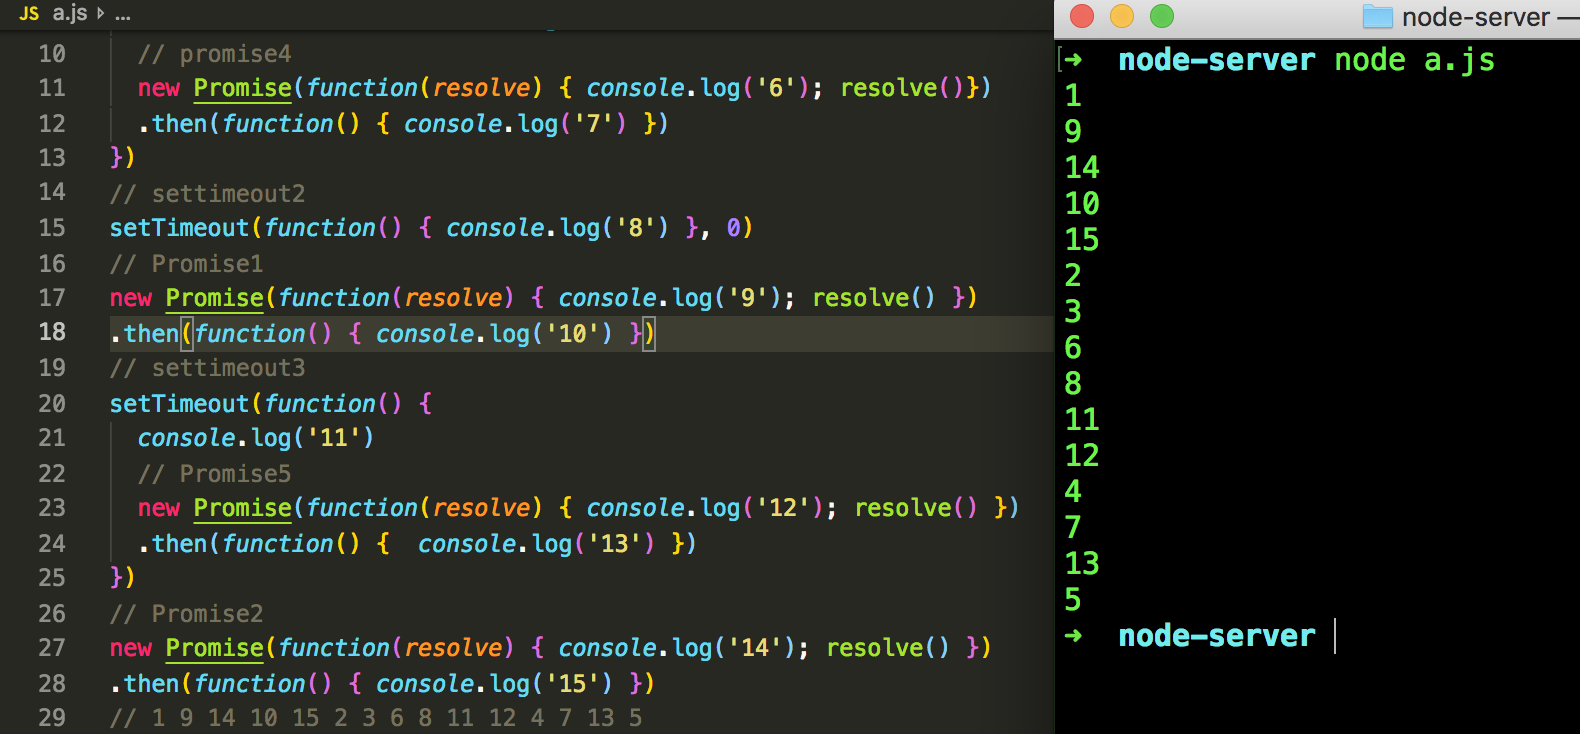 JS a.js ▸ ...
10 // promise4
11 new Promise(function(resolve) { console.log('6'); resolve()})
12 .then(function() { console.log('7') })
13 })
14 // settimeout2
15 setTimeout(function() { console.log('8') }, 0)
16 // Promise1
17 new Promise(function(resolve) { console.log('9'); resolve() })
18 .then(function() { console.log('10') })
19 // settimeout3
20 setTimeout(function() {
21 console.log('11')
22 // Promise5
23 new Promise(function(resolve) { console.log('12'); resolve() })
24 .then(function() {  console.log('13') })
25 })
26 // Promise2
27 new Promise(function(resolve) { console.log('14'); resolve() })
28 .then(function() { console.log('15') })
29 // 1 9 14 10 15 2 3 6 8 11 12 4 7 13 5
node-server —
[➜ node-server node a.js
1
9
14
10
15
2
3
6
8
11
12
4
7
13
5
➜ node-server